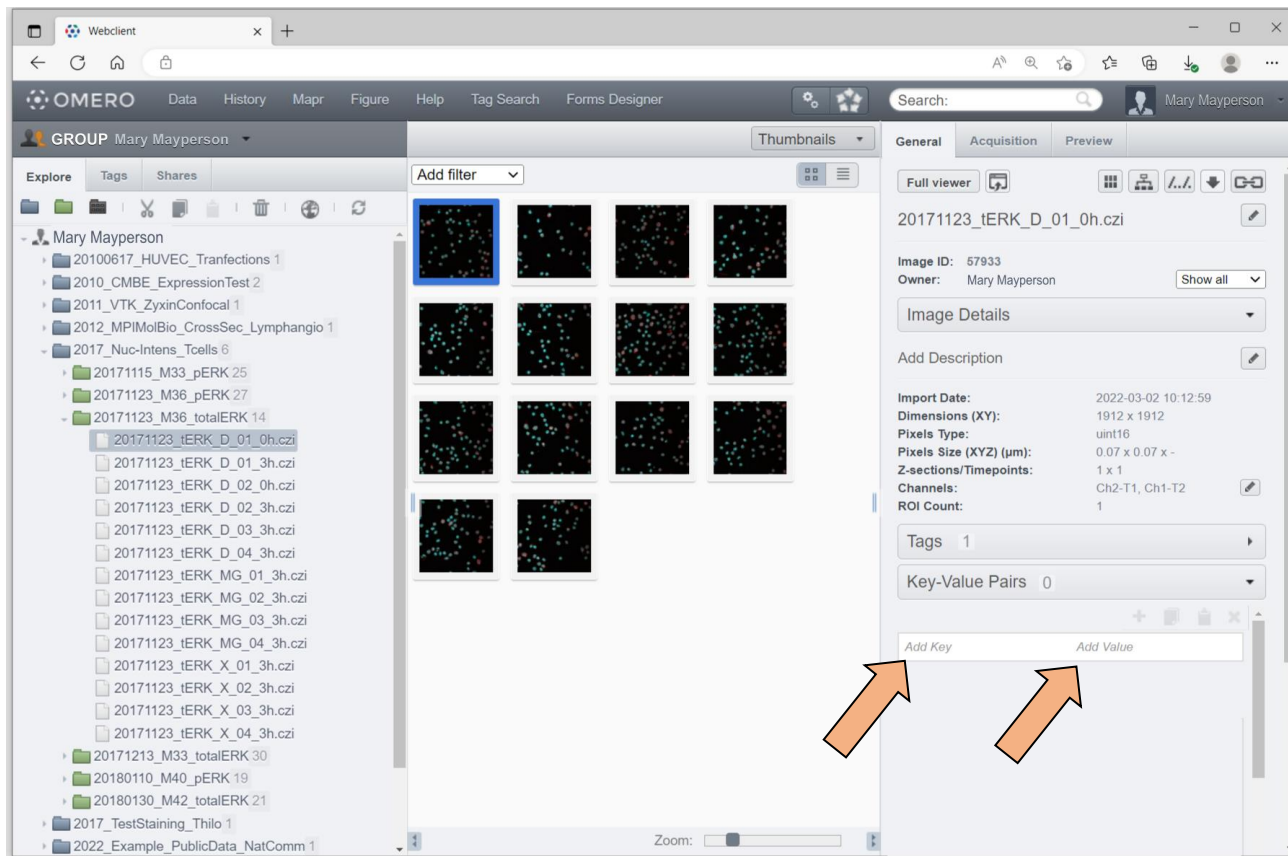 Webclient
OMERO Data History Mapr Figure Help Tag Search Forms Designer Search: Mary Mayperson
GROUP Mary Mayperson
Explore Tags Shares
Mary Mayperson
20100617_HUVEC_Tranfections 1
2010_CMBE_ExpressionTest 2
2011_VTK_ZyxinConfocal 1
2012_MPIMolBio_CrossSec_Lymphangio 1
2017_Nuc-Intens_Tcells 6
20171115_M33_pERK 25
20171123_M36_pERK 27
20171123_M36_totalERK 14
20171123_tERK_D_01_0h.czi
20171123_tERK_D_01_3h.czi
20171123_tERK_D_02_0h.czi
20171123_tERK_D_02_3h.czi
20171123_tERK_D_03_3h.czi
20171123_tERK_D_04_3h.czi
20171123_tERK_MG_01_3h.czi
20171123_tERK_MG_02_3h.czi
20171123_tERK_MG_03_3h.czi
20171123_tERK_MG_04_3h.czi
20171123_tERK_X_01_3h.czi
20171123_tERK_X_02_3h.czi
20171123_tERK_X_03_3h.czi
20171123_tERK_X_04_3h.czi
20171213_M33_totalERK 30
20180110_M40_pERK 19
20180130_M42_totalERK 21
2017_TestStaining_Thilo 1
2022_Example_PublicData_NatComm 1
Thumbnails
Add filter
Zoom:
General Acquisition Preview
Full viewer
20171123_tERK_D_01_0h.czi
Image ID: 57933
Owner: Mary Mayperson Show all
Image Details
Add Description
Import Date: 2022-03-02 10:12:59
Dimensions (XY): 1912 x 1912
Pixels Type: uint16
Pixels Size (XYZ) (µm): 0.07 x 0.07 x -
Z-sections/Timepoints: 1 x 1
Channels: Ch2-T1, Ch1-T2
ROI Count: 1
Tags 1
Key-Value Pairs 0
Add Key Add Value